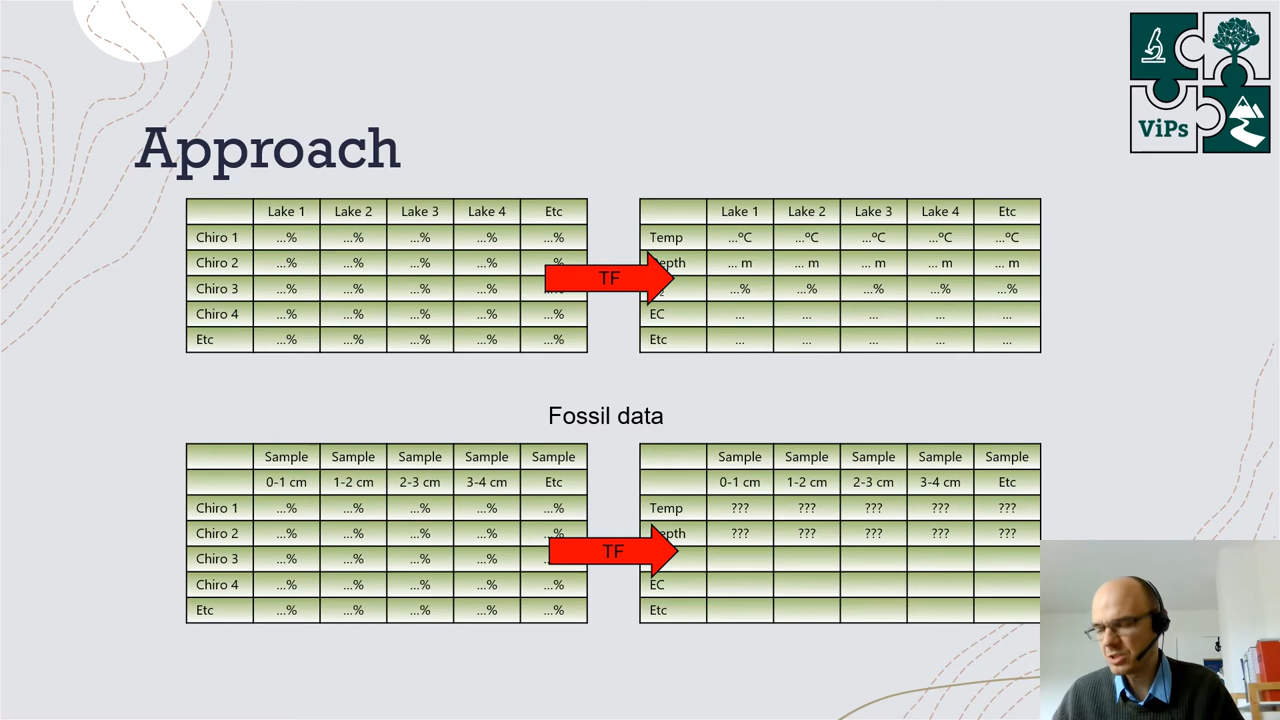 ViPs
Approach
Lake 1 Lake 2 Lake 3 Lake 4 Etc
Chiro 1 ...% ...% ...% ...% ...%
Chiro 2 ...% ...% ...% ...% %
Chiro 3 ...% ...% ...% ...%
Chiro 4 ...% ...% ...% ...% ...%
Etc ...% ...% ...% ...% ...%
TF
Lake 1 Lake 2 Lake 3 Lake 4 Etc
Temp ...ºC ...ºC ...ºC ...ºC ...ºC
epth ... m ... m ... m ... m ... m
...% ...% ...% ...% ...%
EC ... ... ... ... ...
Etc ... ... ... ... ...
Fossil data
Sample Sample Sample Sample Sample
0-1 cm 1-2 cm 2-3 cm 3-4 cm Etc
Chiro 1 ...% ...% ...% ...% ...%
Chiro 2 ...% ...% ...% ...% ..%
Chiro 3 ...% ...% ...% ...%
Chiro 4 ...% ...% ...% ...% ...%
Etc ...% ...% ...% ...% ...%
TF
Sample Sample Sample Sample Sample
0-1 cm 1-2 cm 2-3 cm 3-4 cm Etc
Temp ??? ??? ??? ??? ???
epth ??? ??? ??? ??? ???
EC
Etc